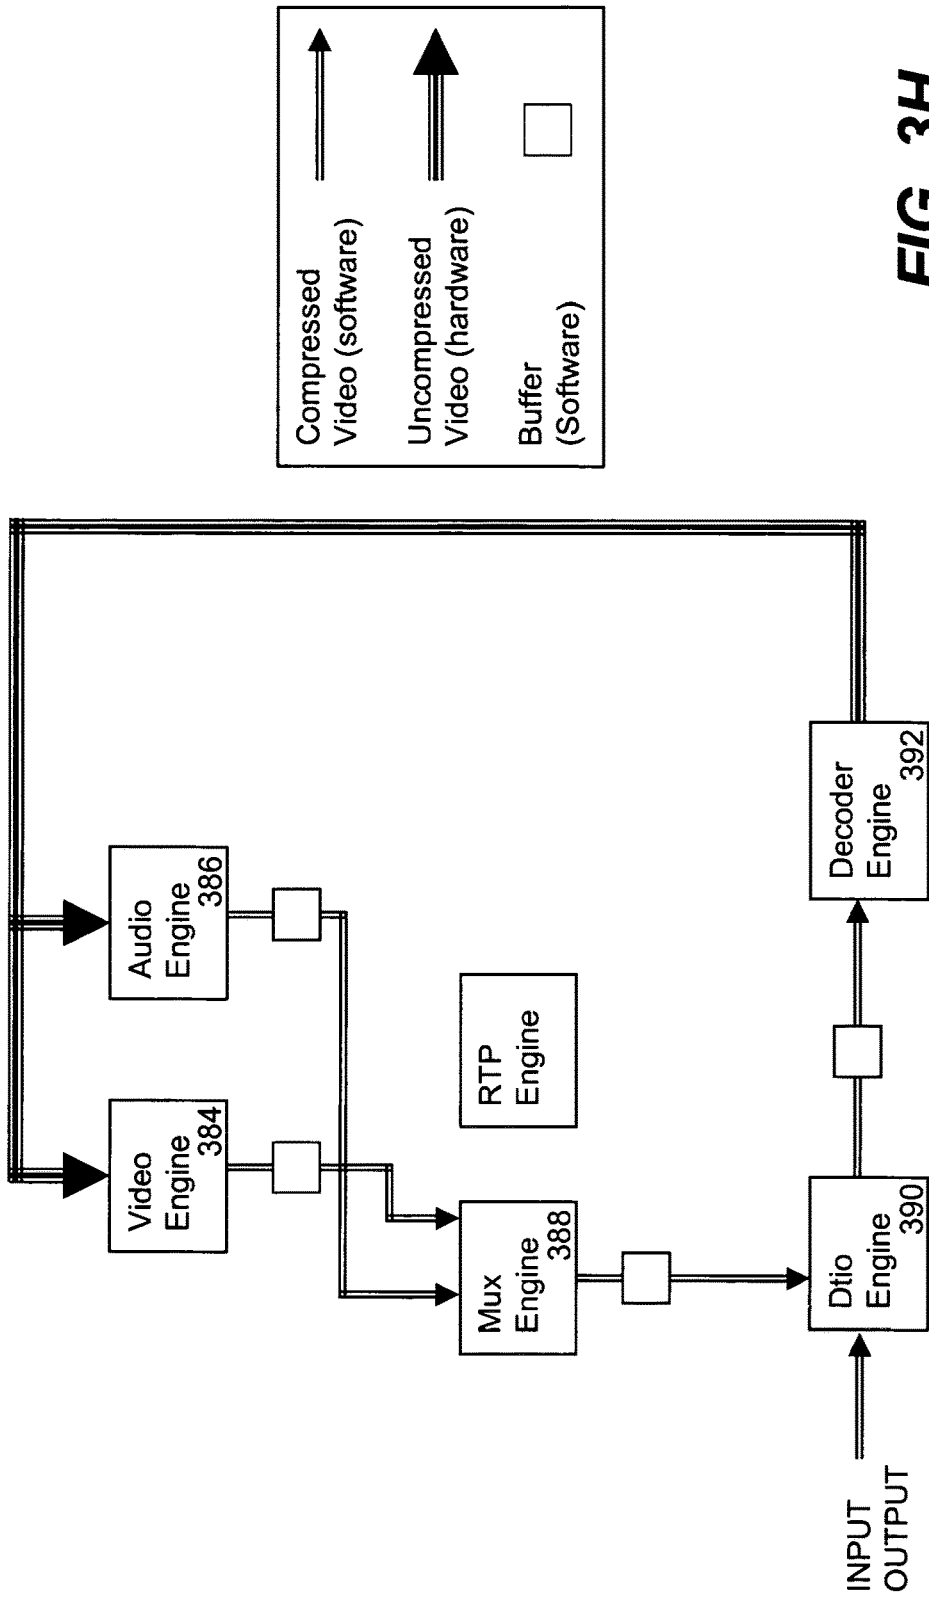 Video
Engine
384
Audio
Engine
386
Mux
Engine
388
RTP
Engine
INPUT
OUTPUT
Dtio
Engine
390
Decoder
Engine
392
Compressed
Video (software)
Uncompressed
Video (hardware)
Buffer
(Software)
FIG 3H